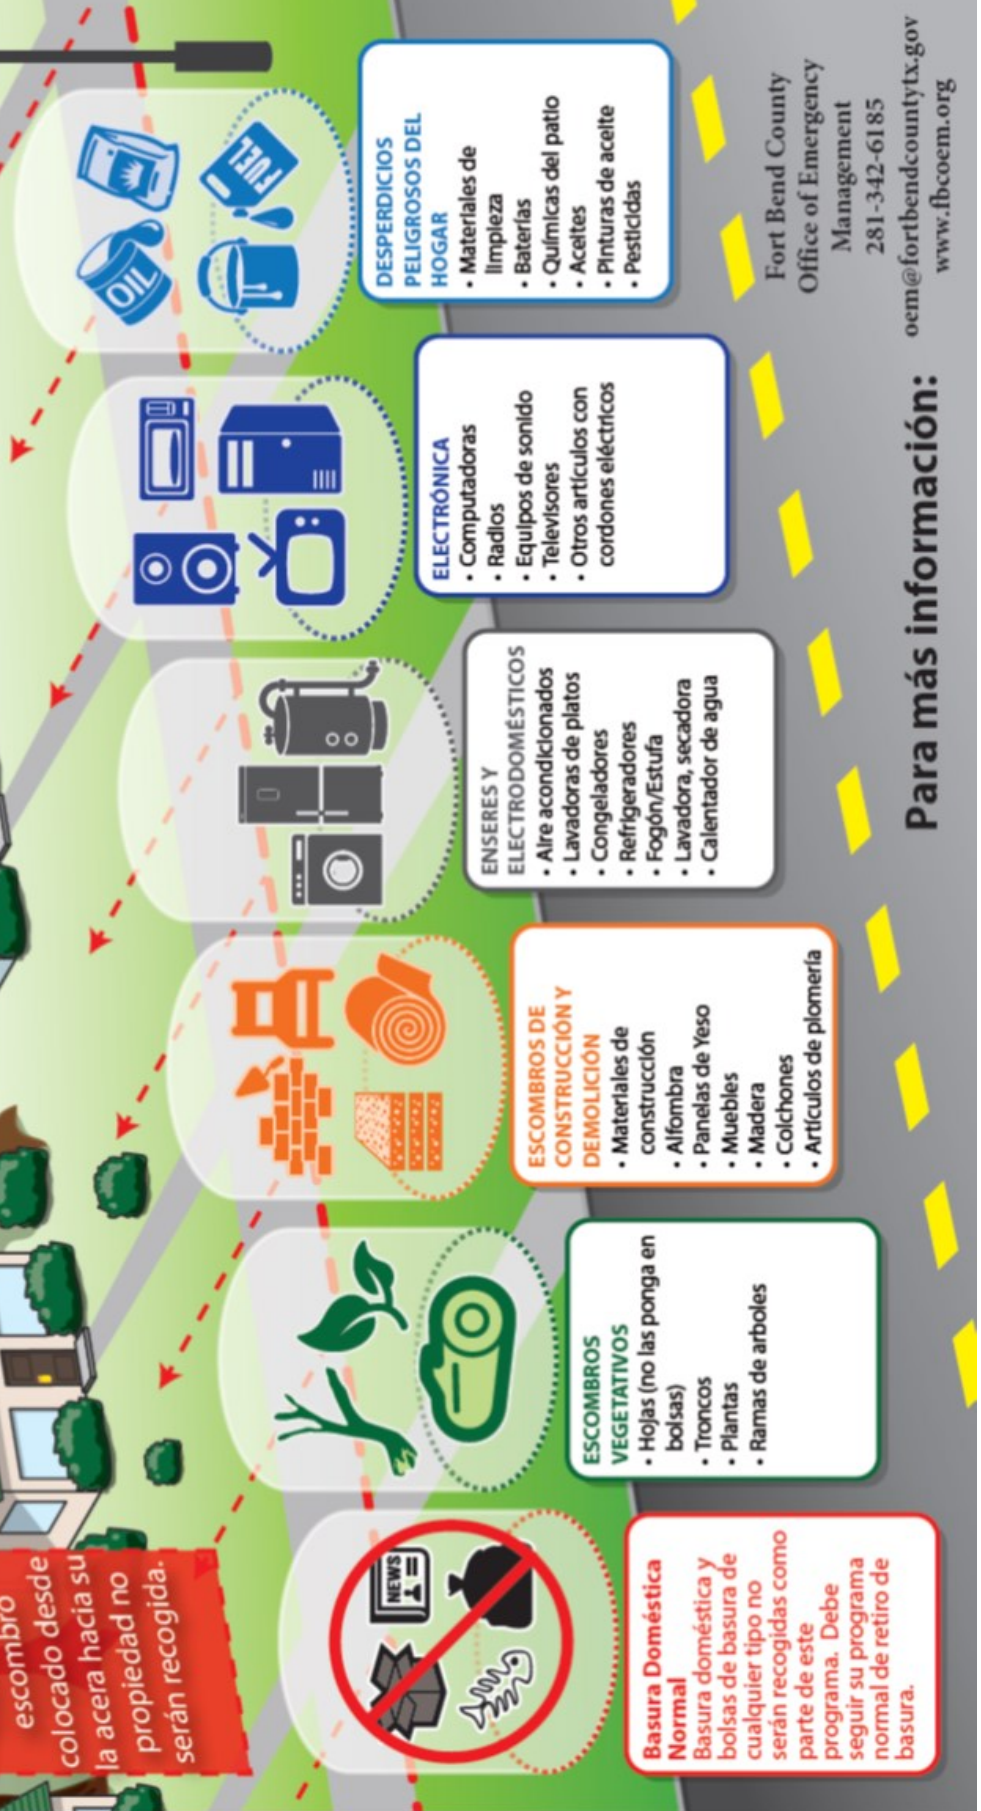 escombro
colocado desde
la acera hacia su
propiedad no
serán recogida.
NEWS
OIL
FUEL
Basura Doméstica
Normal
Basura doméstica y
bolsas de basura de
cualquier tipo no
serán recogidas como
parte de este
programa. Debe
seguir su programa
normal de retiro de
basura.
ESCOMBROS
VEGETATIVOS
• Hojas (no las ponga en
bolsas)
• Troncos
• Plantas
• Ramas de arboles
ESCOMBROS DE
CONSTRUCCIÓN Y
DEMOLICIÓN
• Materiales de
construcción
• Alfombra
• Panelas de Yeso
• Muebles
• Madera
• Colchones
• Artículos de plomería
ENSERES Y
ELECTRODOMÉSTICOS
• Aire acondicionados
• Lavadoras de platos
• Congeladores
• Refrigeradores
• Fogón/Estufa
• Lavadora, secadora
• Calentador de agua
ELECTRÓNICA
• Computadoras
• Radios
• Equipos de sonido
• Televisores
• Otros artículos con
cordones eléctricos
DESPERDICIOS
PELIGROSOS DEL
HOGAR
• Materiales de
limpieza
• Baterías
• Químicas del patio
• Aceites
• Pinturas de aceite
• Pesticidas
Para más información:
Fort Bend County
Office of Emergency
Management
281-342-6185
oem@fortbendcountytx.gov
www.fbcoem.org